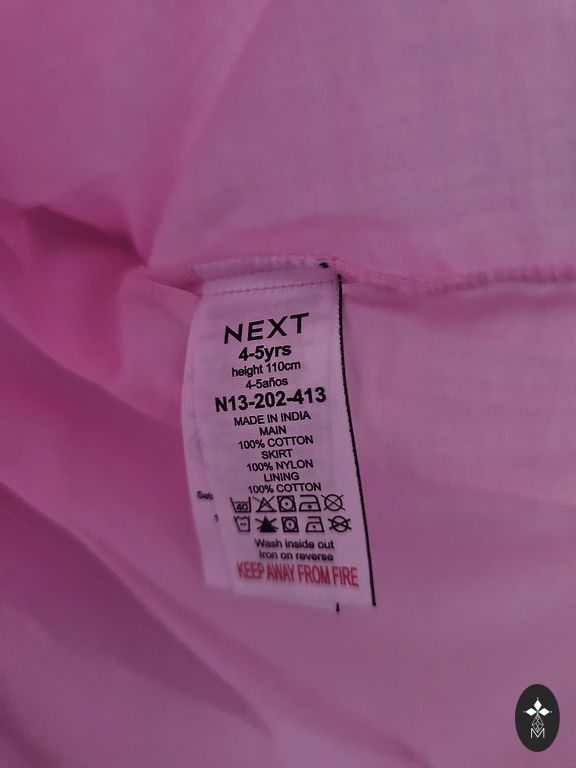 NEXT
4-5yrs
height 110cm
4-5años
N13-202-413
MADE IN INDIA
MAIN
100% COTTON
SKIRT
100% NYLON
LINING
100% COTTON
40
Wash inside out
Iron on reverse
KEEP AWAY FROM FIRE
M